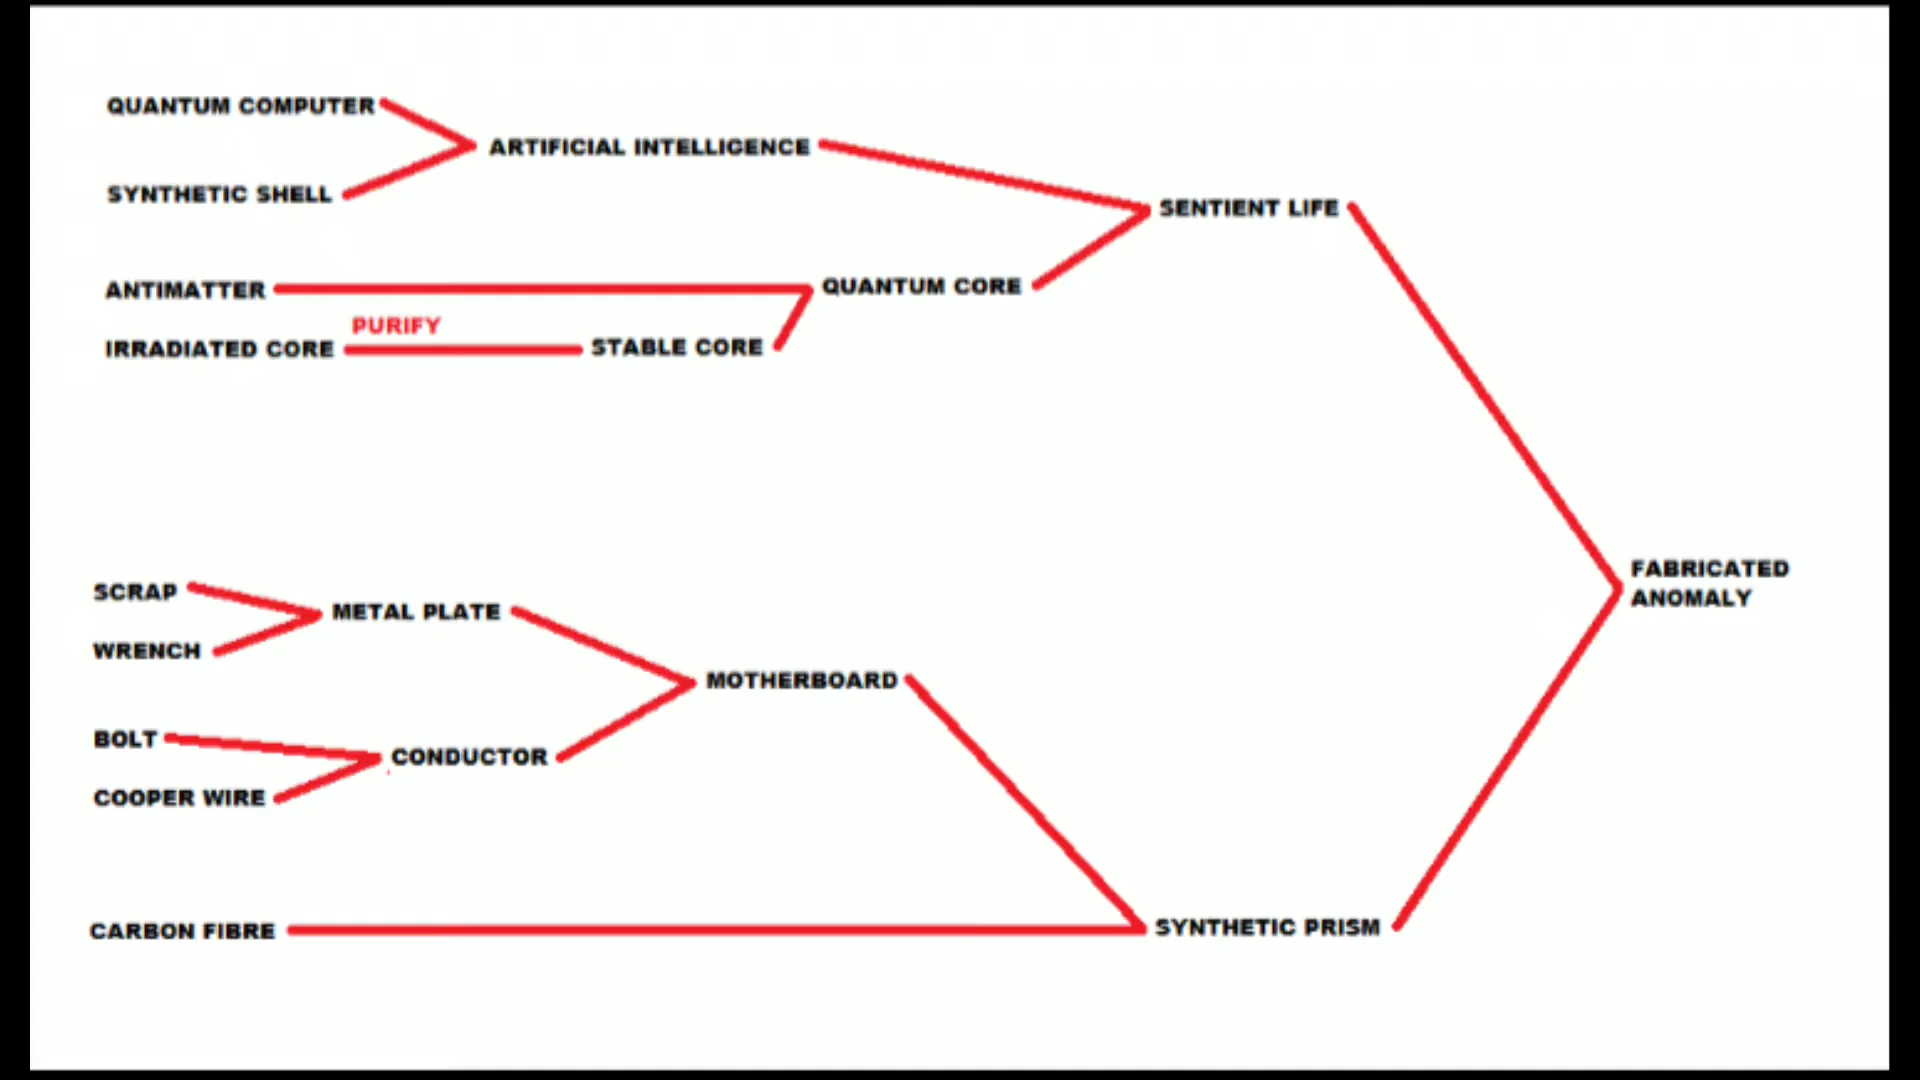 QUANTUM COMPUTER
ARTIFICIAL INTELLIGENCE
SYNTHETIC SHELL
SENTIENT LIFE
ANTIMATTER
QUANTUM CORE
PURIFY
IRRADIATED CORE
STABLE CORE
FABRICATED
ANOMALY
SCRAP
METAL PLATE
WRENCH
MOTHERBOARD
BOLT
CONDUCTOR
COOPER WIRE
CARBON FIBRE
SYNTHETIC PRISM